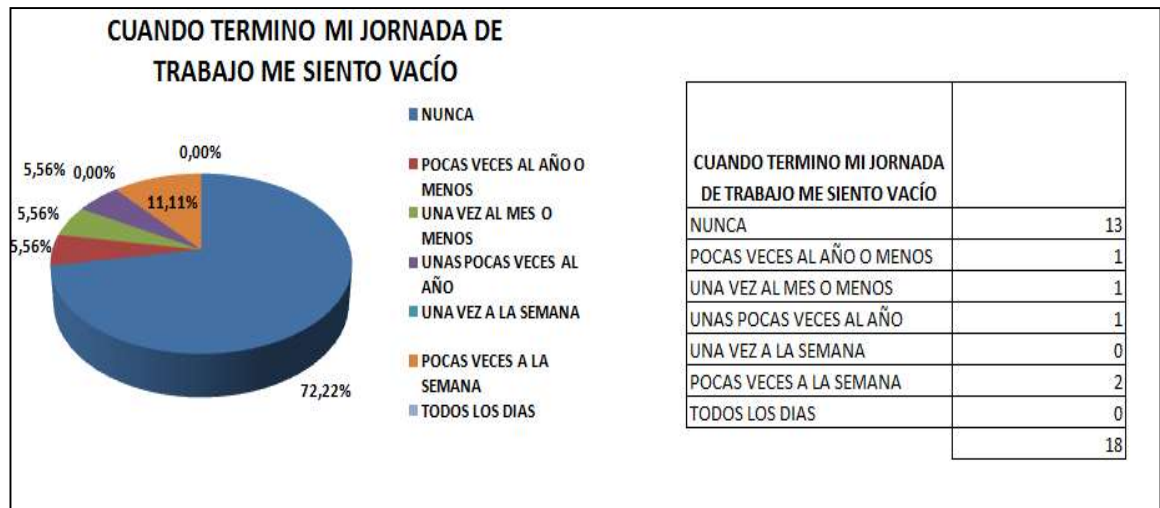 CUANDO TERMINO MI JORNADA DE
TRABAJO ME SIENTO VACÍO
0,00%
5,56%
0,00%
11,11%
5,56%
5,56%
72,22%
NUNCA
POCAS VECES AL AÑO O
MENOS
UNA VEZ AL MES O
MENOS
UNAS POCAS VECES AL
AÑO
UNA VEZ A LA SEMANA
POCAS VECES A LA
SEMANA
TODOS LOS DIAS
CUANDO TERMINO MI JORNADA
DE TRABAJO ME SIENTO VACÍO
NUNCA 13
POCAS VECES AL AÑO O MENOS 1
UNA VEZ AL MES O MENOS 1
UNAS POCAS VECES AL AÑO 1
UNA VEZ A LA SEMANA 0
POCAS VECES A LA SEMANA 2
TODOS LOS DIAS 0
18